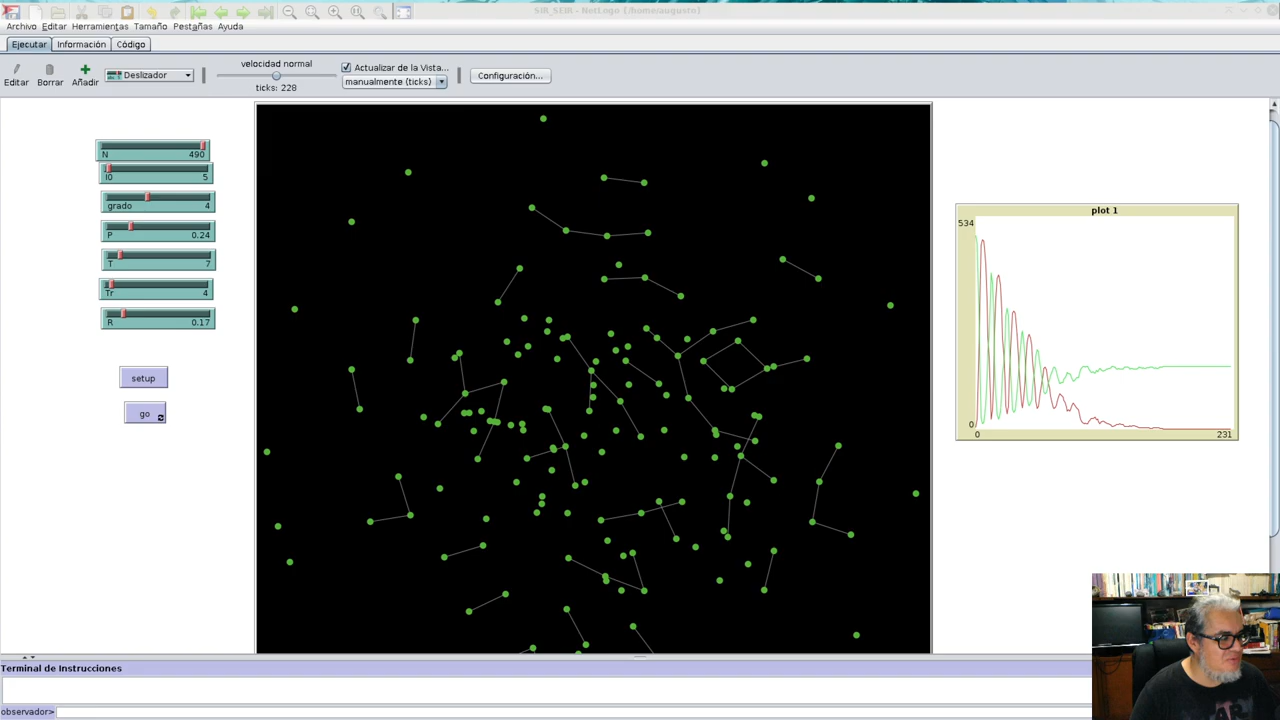 SIR_SEIR - NetLogo {/home/augusto}
Archivo Editar Herramientas Tamaño Pestañas Ayuda
Ejecutar Información Código
Editar Borrar Añadir Deslizador velocidad normal ticks: 228 Actualizar de la Vista... manualmente (ticks) Configuración...
N 490
I0 5
grado 4
P 0.24
T 7
Tr 4
R 0.17
setup
go
plot 1
534
0
0 231
Terminal de Instrucciones
observador>